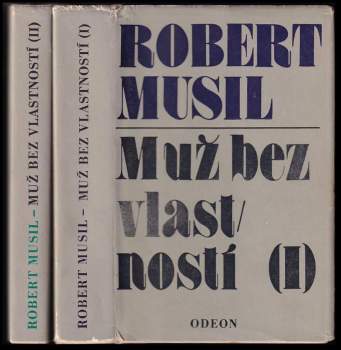 ROBERT MUSIL – MUŽ BEZ VLASTNOSTÍ (II)
ROBERT MUSIL – MUŽ BEZ VLASTNOSTÍ (I)
ROBERT
MUSIL
Muž bez
vlast/
ností (I)
ODEON